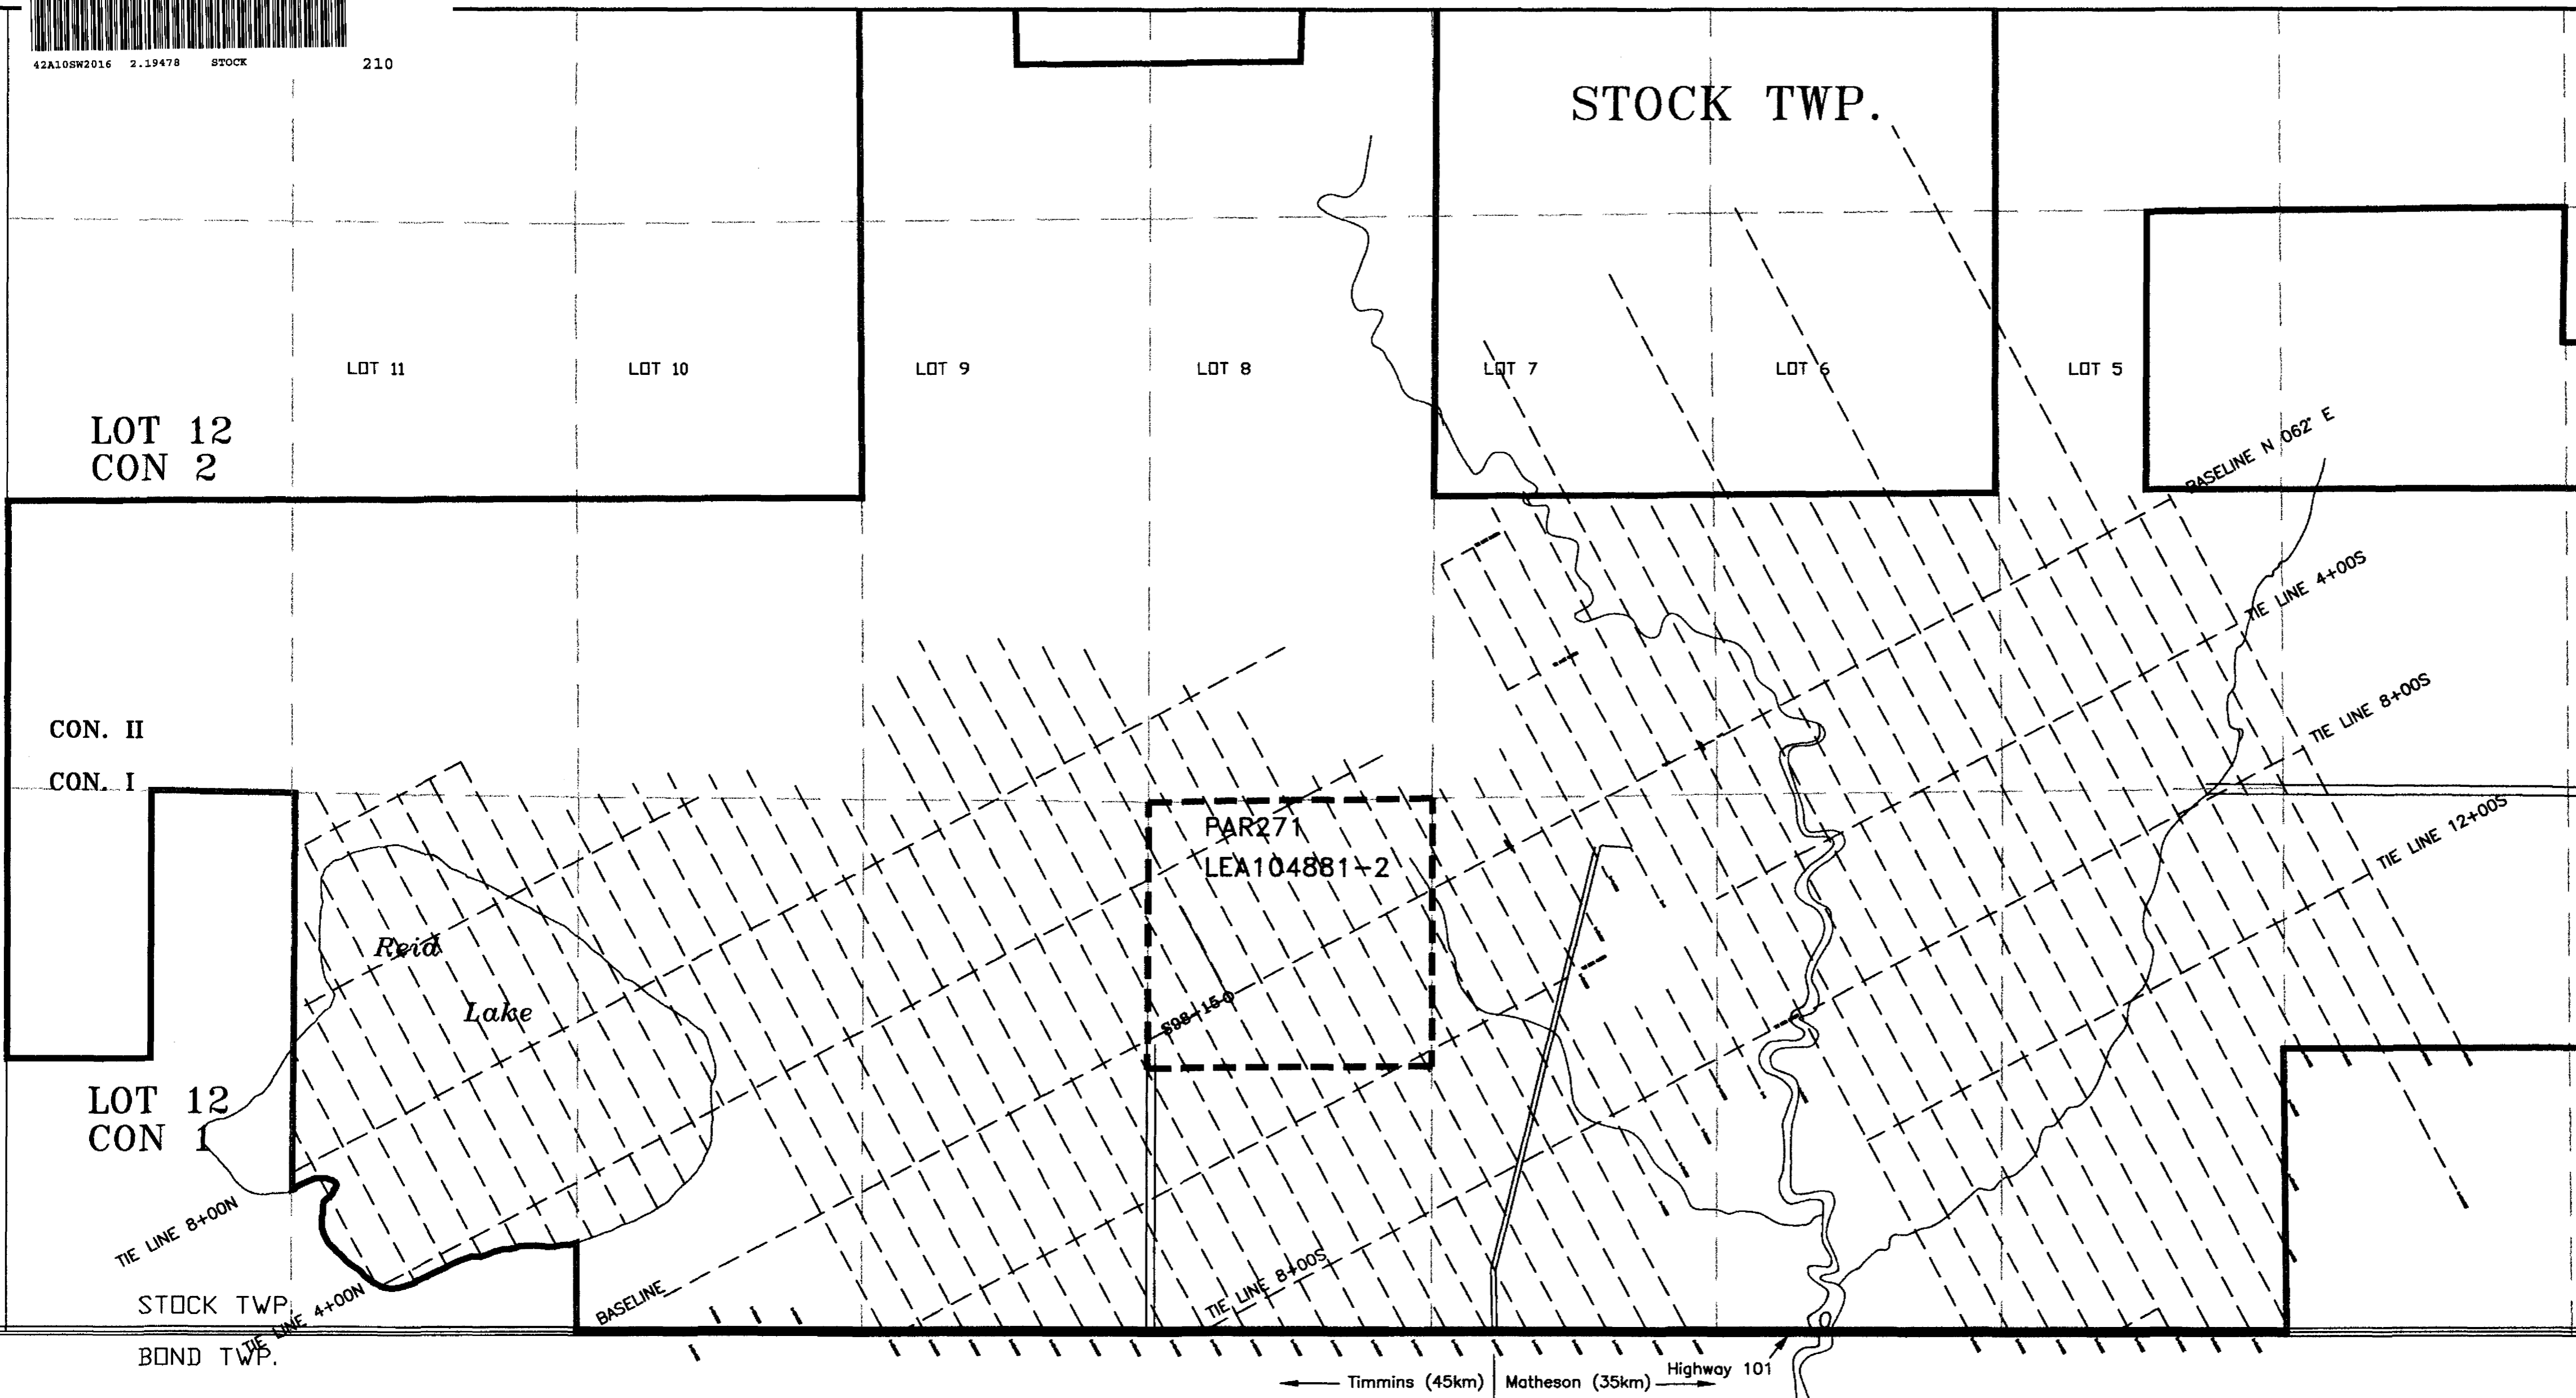 42A10SW2016 2.19478 STOCK
210
STOCK TWP.
LOT 11
LOT 10
LOT 9
LOT 8
LOT 7
LOT 6
LOT 5
LOT 12
CON 2
BASELINE N 062° E
TIE LINE 4+00S
TIE LINE 8+00S
TIE LINE 12+00S
CON. II
CON. I
PAR271
LEA104881-2
Reid
Lake
S98-15
LOT 12
CON 1
TIE LINE 8+00N
TIE LINE 4+00N
BASELINE
TIE LINE 8+00S
STOCK TWP.
BOND TWP.
Highway 101
Timmins (45km)
Matheson (35km)